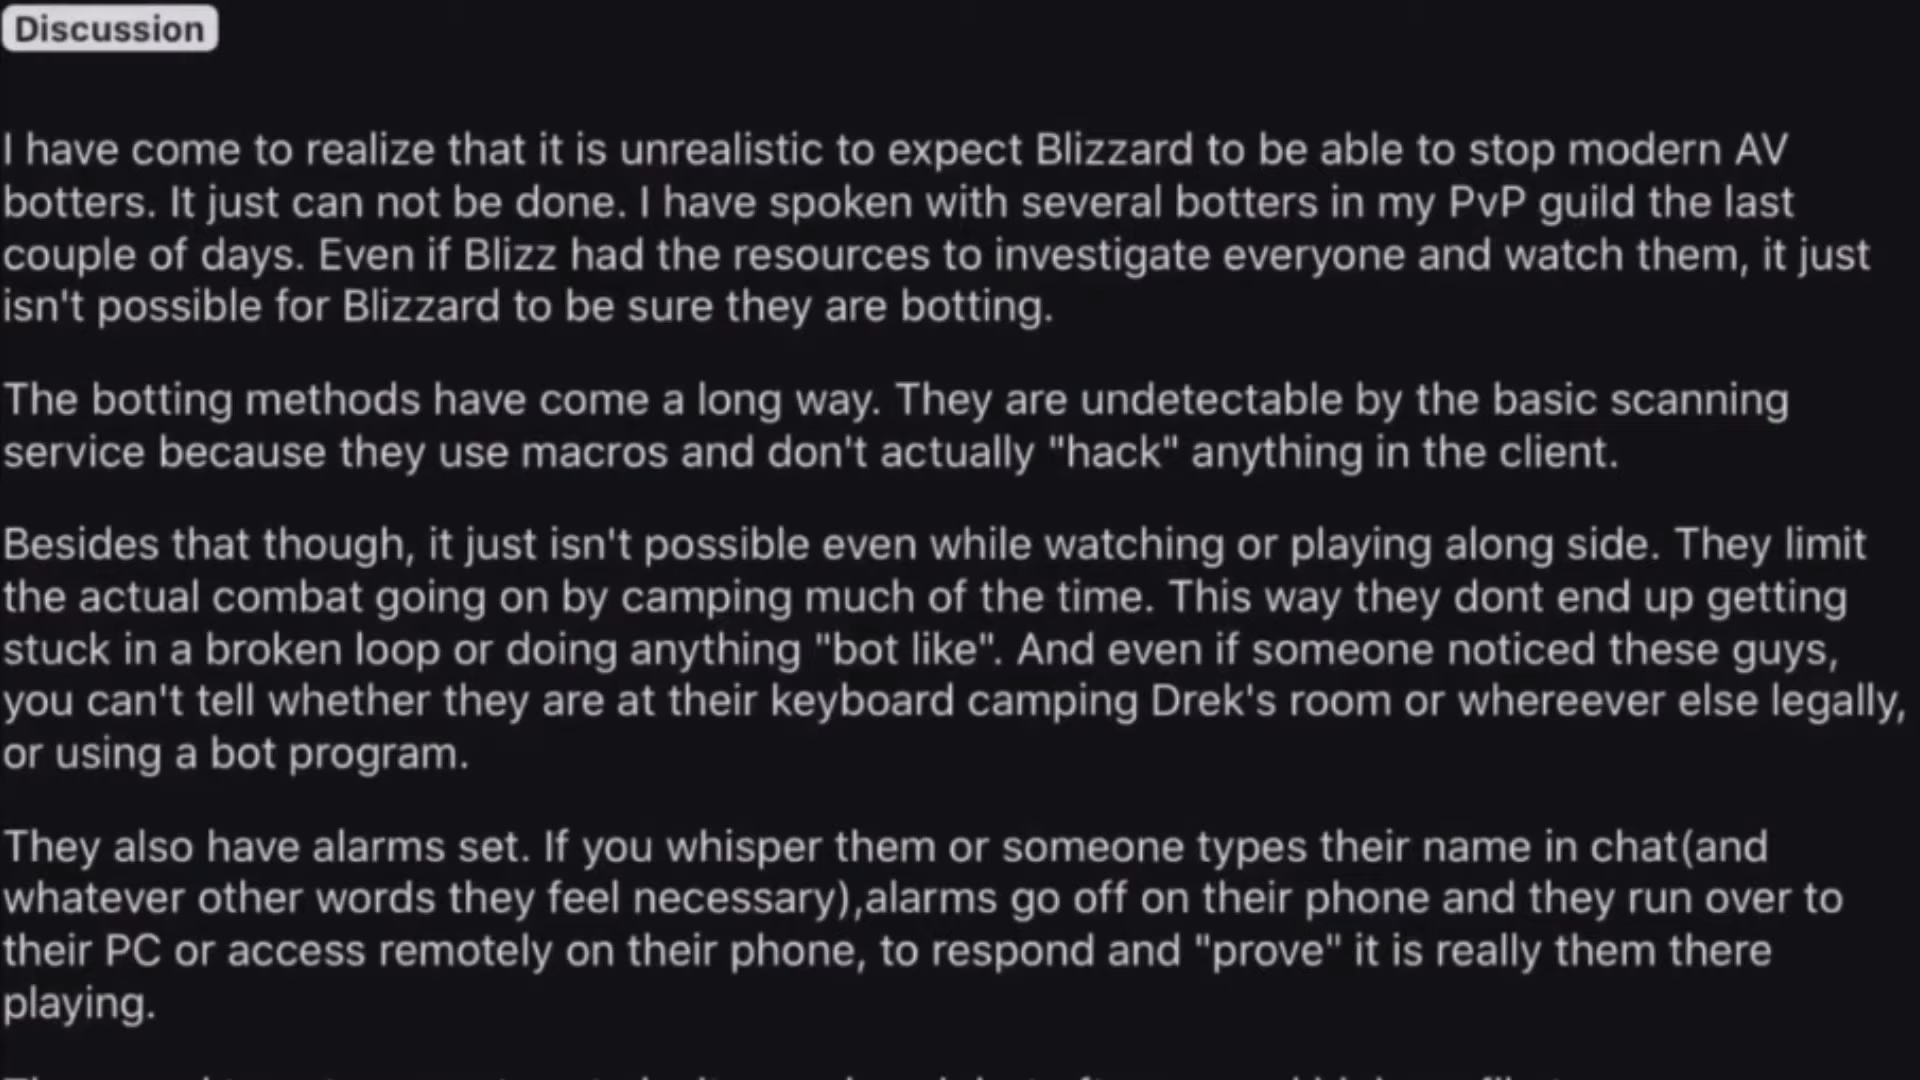 Discussion
I have come to realize that it is unrealistic to expect Blizzard to be able to stop modern AV
botters. It just can not be done. I have spoken with several botters in my PvP guild the last
couple of days. Even if Blizz had the resources to investigate everyone and watch them, it just
isn't possible for Blizzard to be sure they are botting.
The botting methods have come a long way. They are undetectable by the basic scanning
service because they use macros and don't actually "hack" anything in the client.
Besides that though, it just isn't possible even while watching or playing along side. They limit
the actual combat going on by camping much of the time. This way they dont end up getting
stuck in a broken loop or doing anything "bot like". And even if someone noticed these guys,
you can't tell whether they are at their keyboard camping Drek's room or whereever else legally,
or using a bot program.
They also have alarms set. If you whisper them or someone types their name in chat(and
whatever other words they feel necessary),alarms go off on their phone and they run over to
their PC or access remotely on their phone, to respond and "prove" it is really them there
playing.